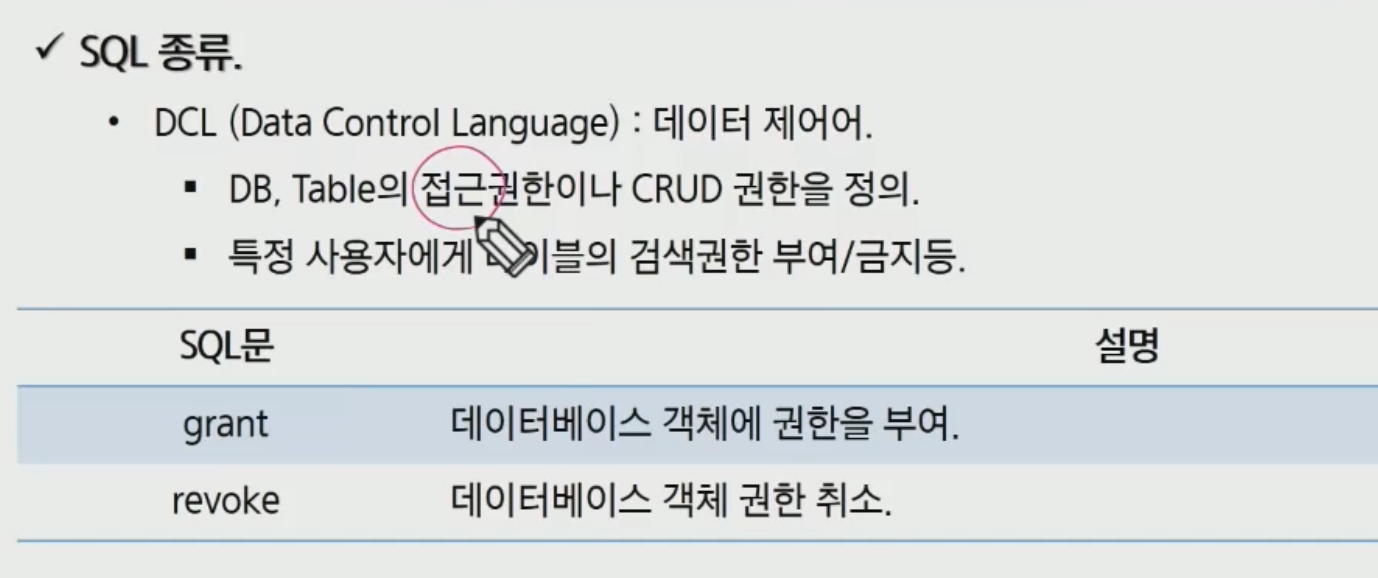 ✓ SQL 종류.
• DCL (Data Control Language) : 데이터 제어어.
▪ DB, Table의 접근권한이나 CRUD 권한을 정의.
▪ 특정 사용자에게 의 검색권한 부여/금지등.
SQL문 설명
grant 데이터베이스 객체에 권한을 부여.
revoke 데이터베이스 객체 권한 취소.